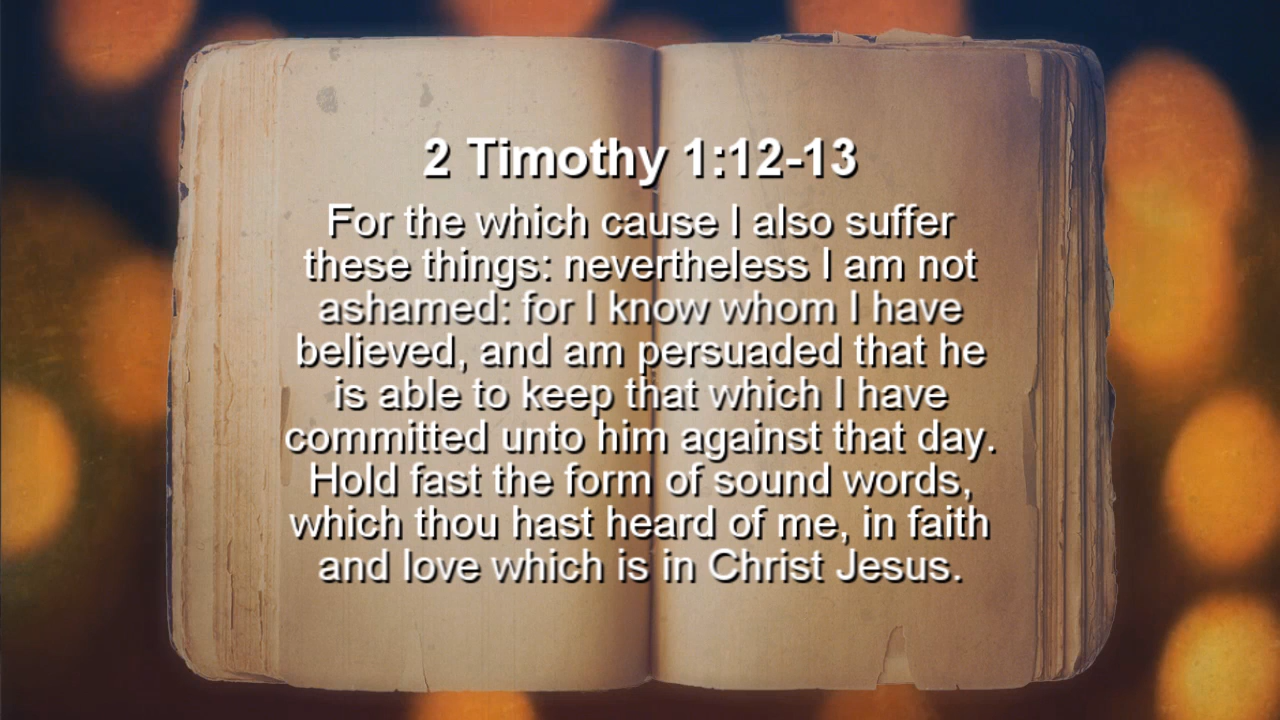 2 Timothy 1:12-13
For the which cause I also suffer
these things: nevertheless I am not
ashamed: for I know whom I have
believed, and am persuaded that he
is able to keep that which I have
committed unto him against that day.
Hold fast the form of sound words,
which thou hast heard of me, in faith
and love which is in Christ Jesus.